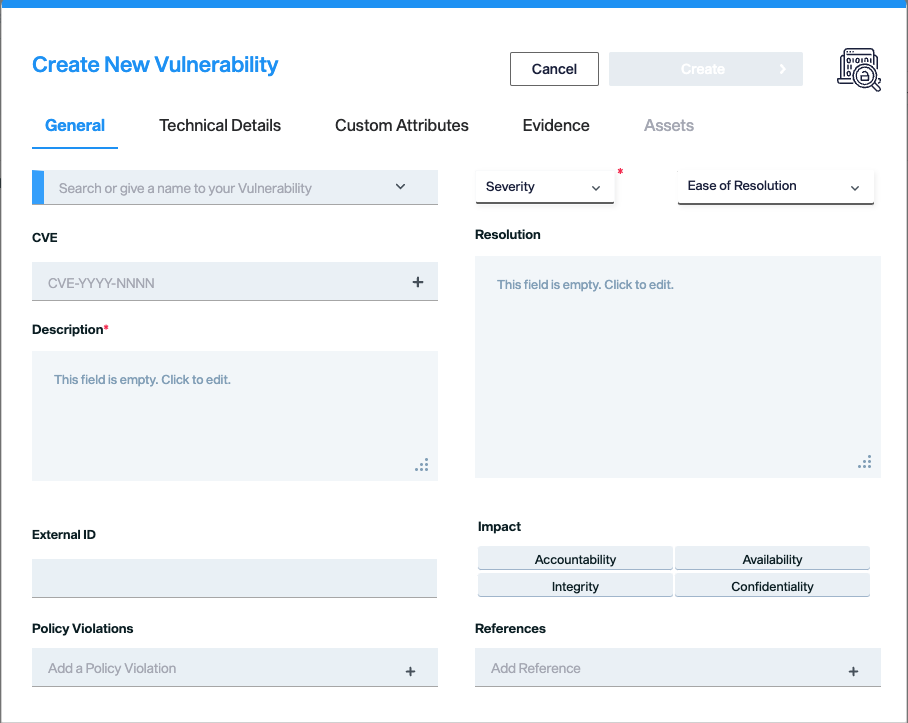 Create New Vulnerability
Cancel
Create
General
Technical Details
Custom Attributes
Evidence
Assets
Search or give a name to your Vulnerability
Severity
*
Ease of Resolution
CVE
CVE-YYYY-NNNN
+
Description*
This field is empty. Click to edit.
Resolution
This field is empty. Click to edit.
External ID
Impact
Accountability
Availability
Integrity
Confidentiality
Policy Violations
Add a Policy Violation
+
References
Add Reference
+